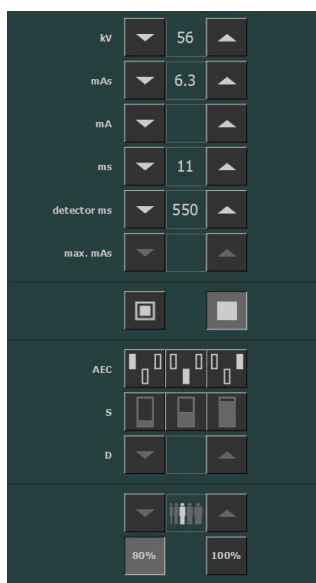 kV 56
mAs 6.3
mA
ms 11
detector ms 550
max. mAs
AEC
S
D
80% 100%